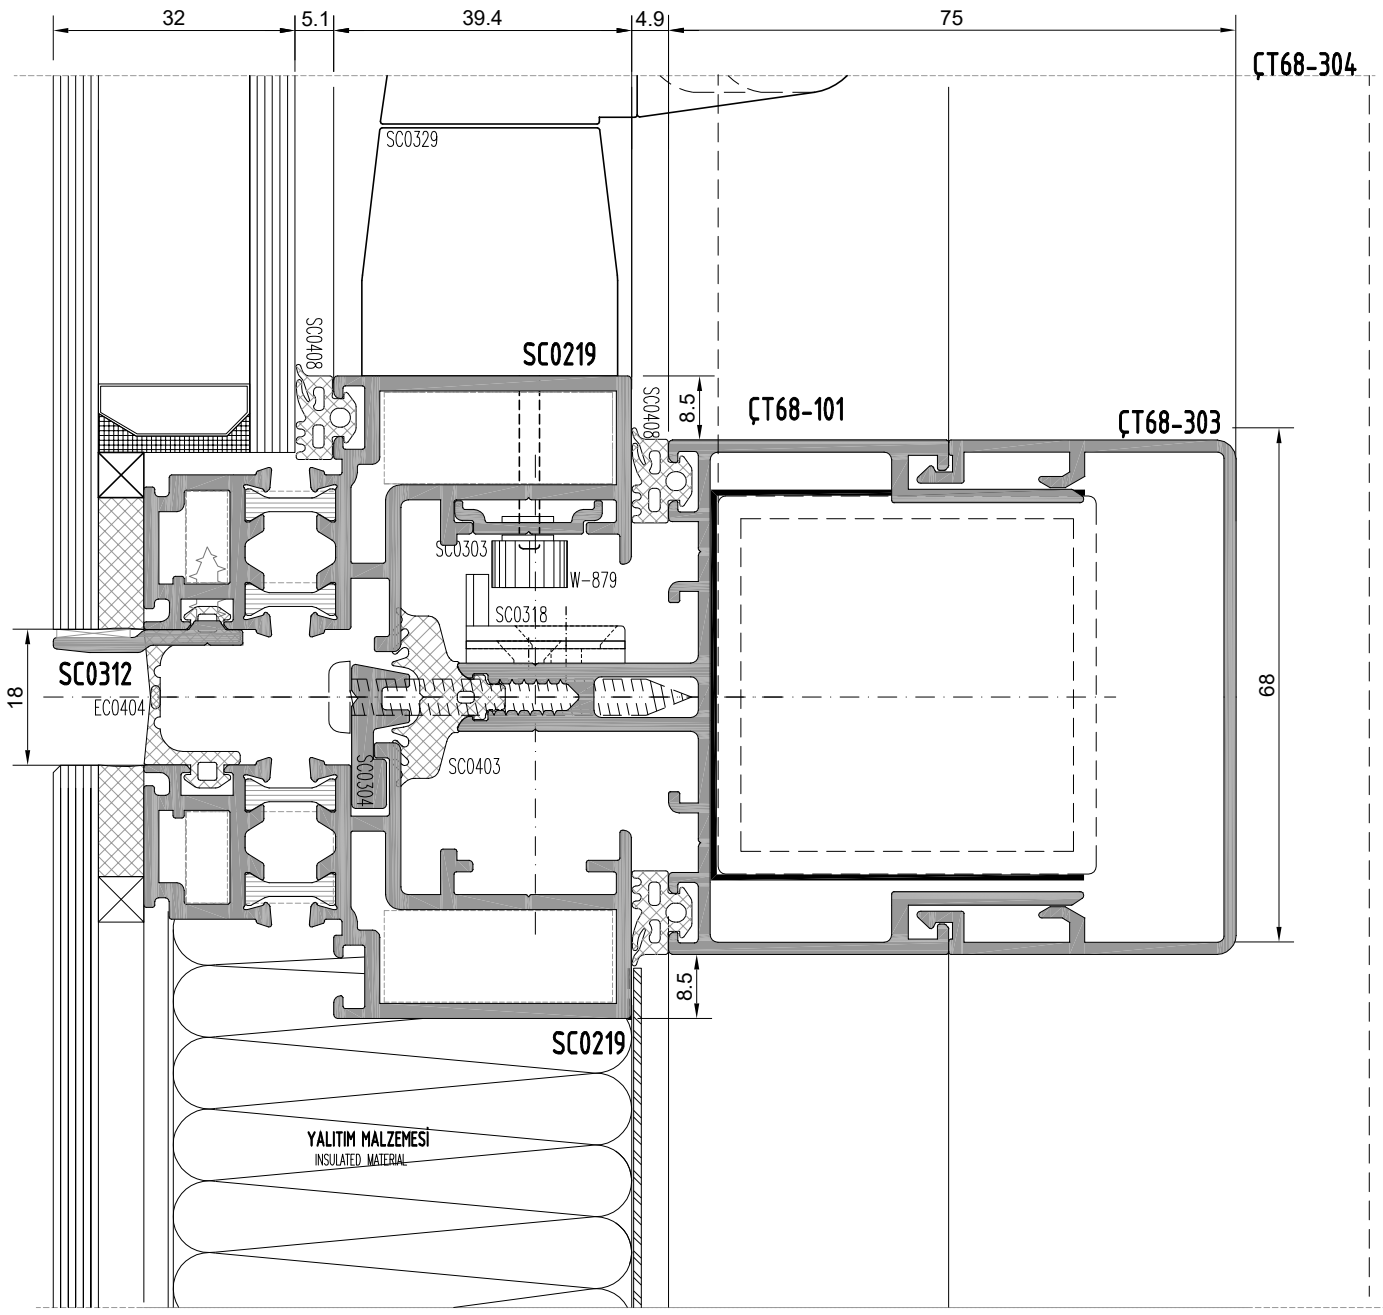 32 5.1 39.4 4.9 75
ÇT68-304
SC0329
SC0408
SC0219
SC0408
8.5
ÇT68-101
ÇT68-303
SC0303
W-879
SC0318
SC0312
EC0404
18
68
SC0304
SC0403
8.5
SC0219
YALITIM MALZEMESİ
INSULATED MATERIAL